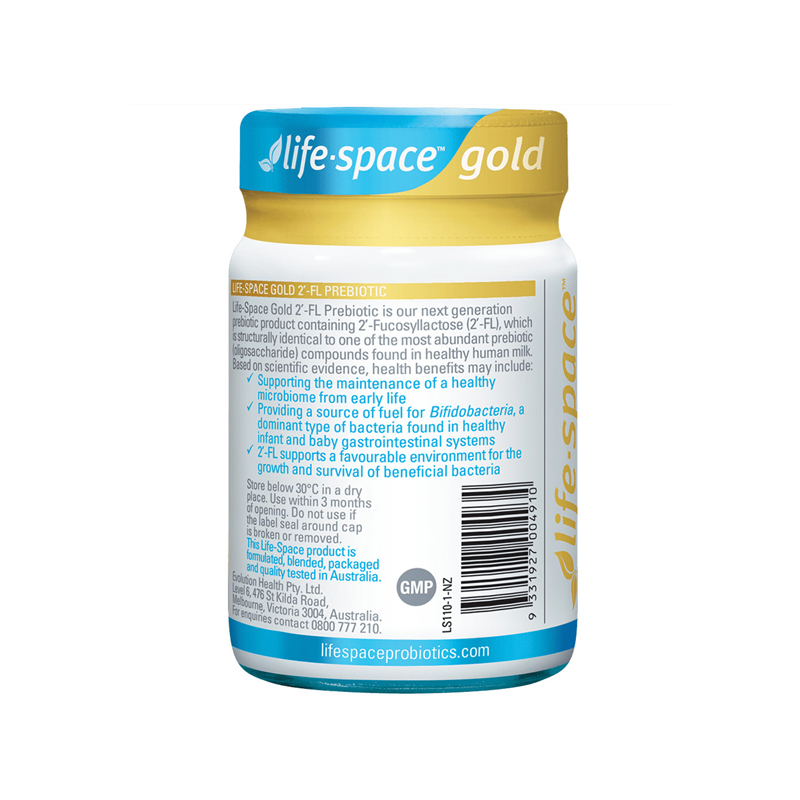 life·space™ gold
LIFE-SPACE GOLD 2’-FL PREBIOTIC
Life-Space Gold 2’-FL Prebiotic is our next generation
prebiotic product containing 2’-Fucosyllactose (2’-FL), which
is structurally identical to one of the most abundant prebiotic
(oligosaccharide) compounds found in healthy human milk.
Based on scientific evidence, health benefits may include:
✓ Supporting the maintenance of a healthy
microbiome from early life
✓ Providing a source of fuel for Bifidobacteria, a
dominant type of bacteria found in healthy
infant and baby gastrointestinal systems
✓ 2’-FL supports a favourable environment for the
growth and survival of beneficial bacteria
Store below 30°C in a dry
place. Use within 3 months
of opening. Do not use if
the label seal around cap
is broken or removed.
This Life-Space product is
formulated, blended, packaged
and quality tested in Australia.
Evolution Health Pty. Ltd.
Level 6, 476 St Kilda Road,
Melbourne, Victoria 3004, Australia.
For enquiries contact 0800 777 210.
GMP
LS110-1-NZ
9 331927 004910
life·space™
lifespaceprobiotics.com